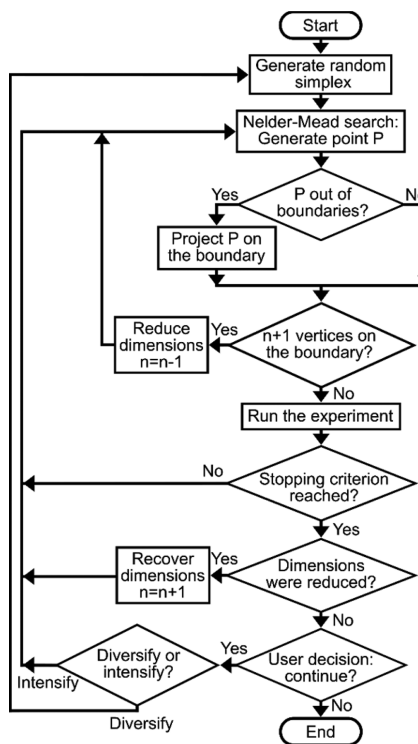 Start
Generate random
simplex
Nelder-Mead search:
Generate point P
Yes
P out of
boundaries?
Project P on
the boundary
Reduce
dimensions
n=n-1
Yes
n+1 vertices on
the boundary?
No
Run the experiment
No
Stopping criterion
reached?
Yes
Recover
dimensions
n=n+1
Yes
Dimensions
were reduced?
No
Diversify or
intensify?
Yes
User decision:
continue?
Intensify
No
Diversify
End